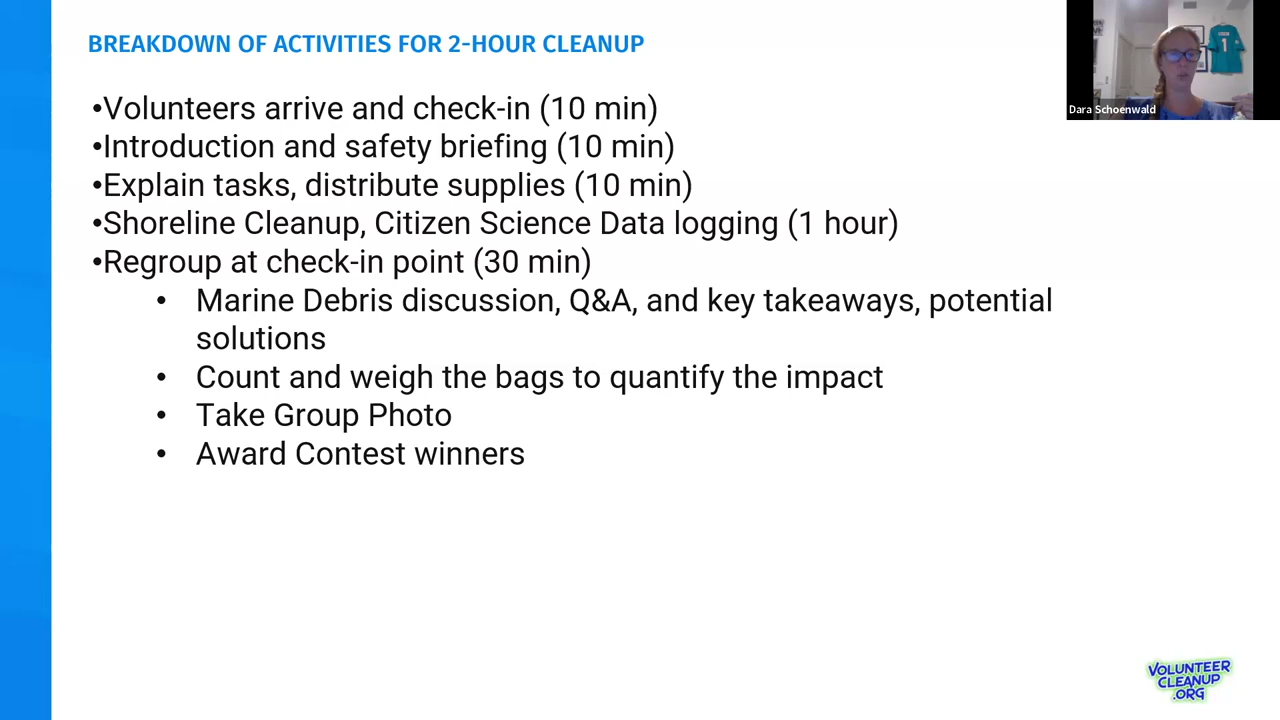 BREAKDOWN OF ACTIVITIES FOR 2-HOUR CLEANUP
Dara Schoenwald
•Volunteers arrive and check-in (10 min)
•Introduction and safety briefing (10 min)
•Explain tasks, distribute supplies (10 min)
•Shoreline Cleanup, Citizen Science Data logging (1 hour)
•Regroup at check-in point (30 min)
• Marine Debris discussion, Q&A, and key takeaways, potential
solutions
• Count and weigh the bags to quantify the impact
• Take Group Photo
• Award Contest winners
1
VOLUNTEER
CLEANUP
.ORG